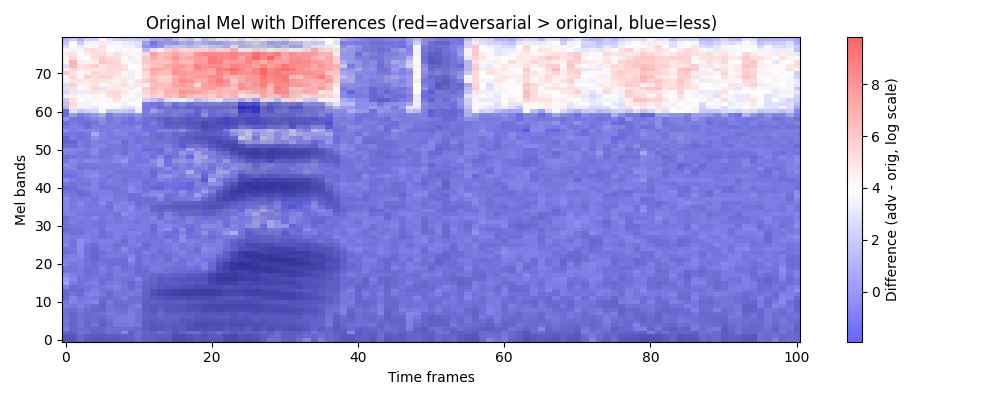 Original Mel with Differences (red=adversarial > original, blue=less)
Mel bands
70
60
50
40
30
20
10
0
0 20 40 60 80 100
Time frames
8
6
4
2
0
Difference (adv - orig, log scale)